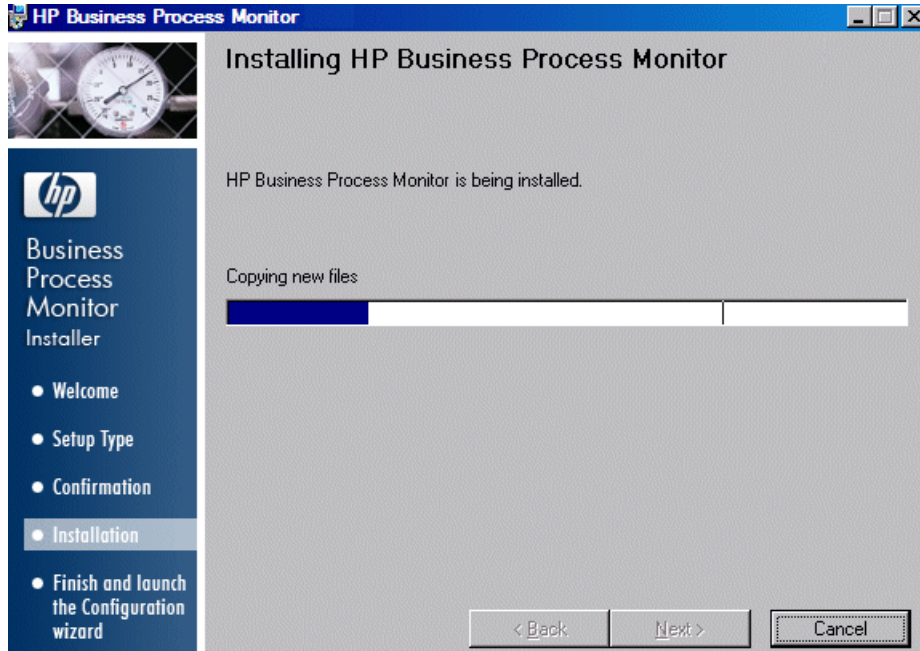 HP Business Process Monitor
Installing HP Business Process Monitor
HP Business Process Monitor is being installed.
Copying new files
hp
Business
Process
Monitor
Installer
Welcome
Setup Type
Confirmation
Installation
Finish and launch
the Configuration
wizard
< Back
Next >
Cancel